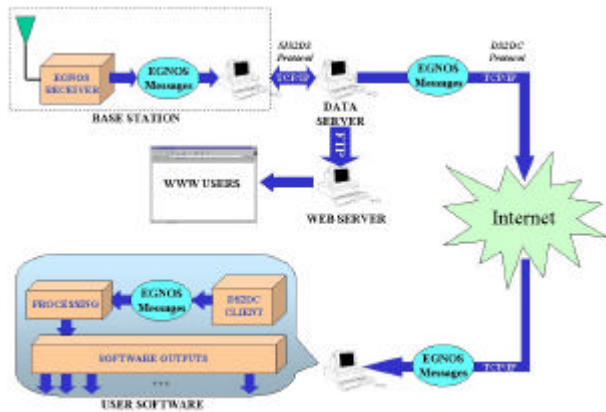 EGNOS
RECEIVER
EGNOS
Messages
BASE STATION
Protocol
TCP/IP
DATA
SERVER
EGNOS
Messages
DS2DC
Protocol
TCP/IP
FTP
WWW USERS
WEB SERVER
Internet
PROCESSING
EGNOS
Messages
DS2DC
CLIENT
SOFTWARE OUTPUTS
...
USER SOFTWARE
EGNOS
Messages
TCP/IP